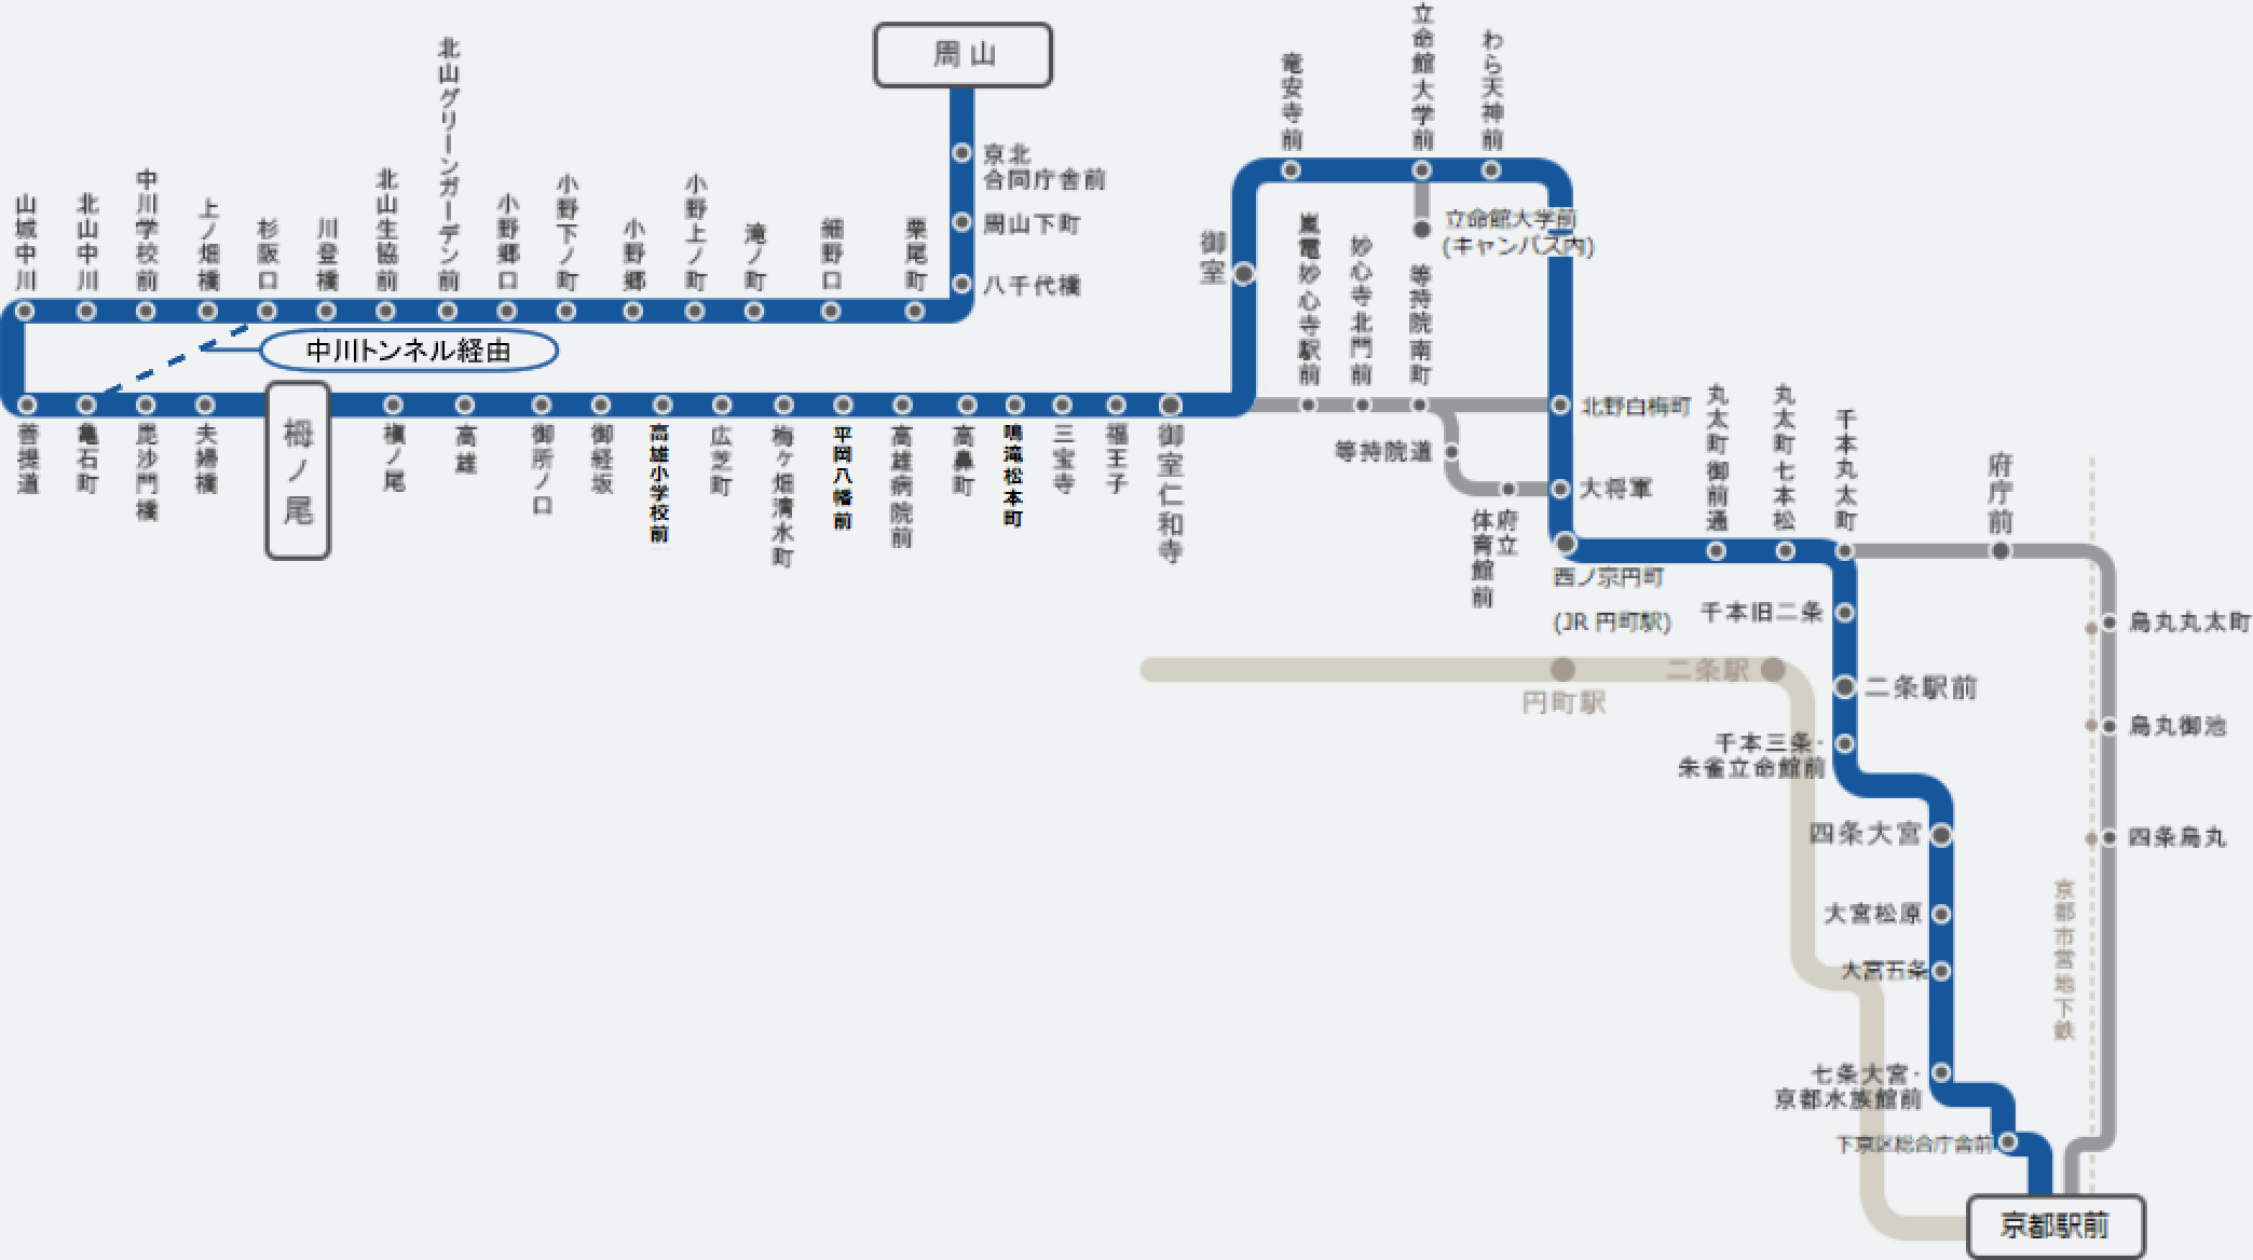 周山
京北
合同庁舎前
周山下町
八千代橋
栗尾町
細野口
滝ノ町
小野上ノ町
小野郷
小野下ノ町
小野郷口
北山グリーンガーデン前
北山生協前
川登橋
杉阪口
上ノ畑橋
中川学校前
北山中川
山城中川
中川トンネル経由
菩提道
亀石町
毘沙門橋
夫婦橋
栂ノ尾
槇ノ尾
高雄
御所ノ口
御経坂
高雄小学校前
広芝町
梅ケ畑清水町
平岡八幡前
高雄病院前
高鼻町
鳴滝松本町
三宝寺
福王子
御室仁和寺
御室
竜安寺前
立命館大学前
わら天神前
立命館大学前
(キャンパス内)
嵐電妙心寺駅前
妙心寺北門前
等持院南町
等持院道
府立
体育館前
北野白梅町
大将軍
西ノ京円町
(JR 円町駅)
丸太町御前通
丸太町七本松
千本丸太町
府庁前
烏丸丸太町
烏丸御池
四条烏丸
京都市営地下鉄
千本旧二条
二条駅前
二条駅
円町駅
千本三条·
朱雀立命館前
四条大宮
大宮松原
大宮五条
七条大宮·
京都水族館前
下京区総合庁舎前
京都駅前